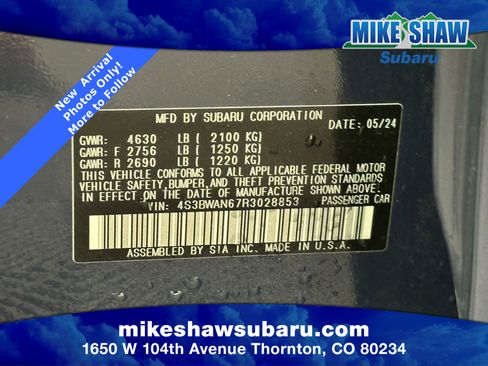 MIKE SHAW
Subaru
New Arrival
Photos Only!
More to Follow
MFD BY SUBARU CORPORATION
DATE: 05/24
GVWR: 4630 LB ( 2100 KG)
GAWR: F 2756 LB ( 1250 KG)
GAWR: R 2690 LB ( 1220 KG)
THIS VEHICLE CONFORMS TO ALL APPLICABLE FEDERAL MOTOR
VEHICLE SAFETY, BUMPER, AND THEFT PREVENTION STANDARDS
IN EFFECT ON THE DATE OF MANUFACTURE SHOWN ABOVE.
VIN: 4S3BWAN67R3028853 PASSENGER CAR
ASSEMBLED BY SIA INC. MADE IN U.S.A.
mikeshawsubaru.com
1650 W 104th Avenue Thornton, CO 80234